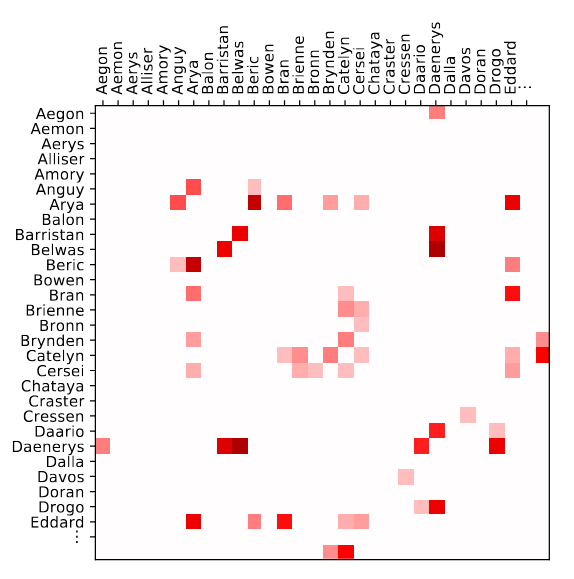 Aegon
Aemon
Aerys
Alliser
Amory
Anguy
Arya
Balon
Barristan
Belwas
Beric
Bowen
Bran
Brienne
Bronn
Brynden
Catelyn
Cersei
Chataya
Craster
Cressen
Daario
Daenerys
Dalla
Davos
Doran
Drogo
Eddard
⋮
Aegon
Aemon
Aerys
Alliser
Amory
Anguy
Arya
Balon
Barristan
Belwas
Beric
Bowen
Bran
Brienne
Bronn
Brynden
Catelyn
Cersei
Chataya
Craster
Cressen
Daario
Daenerys
Dalla
Davos
Doran
Drogo
Eddard
⋮